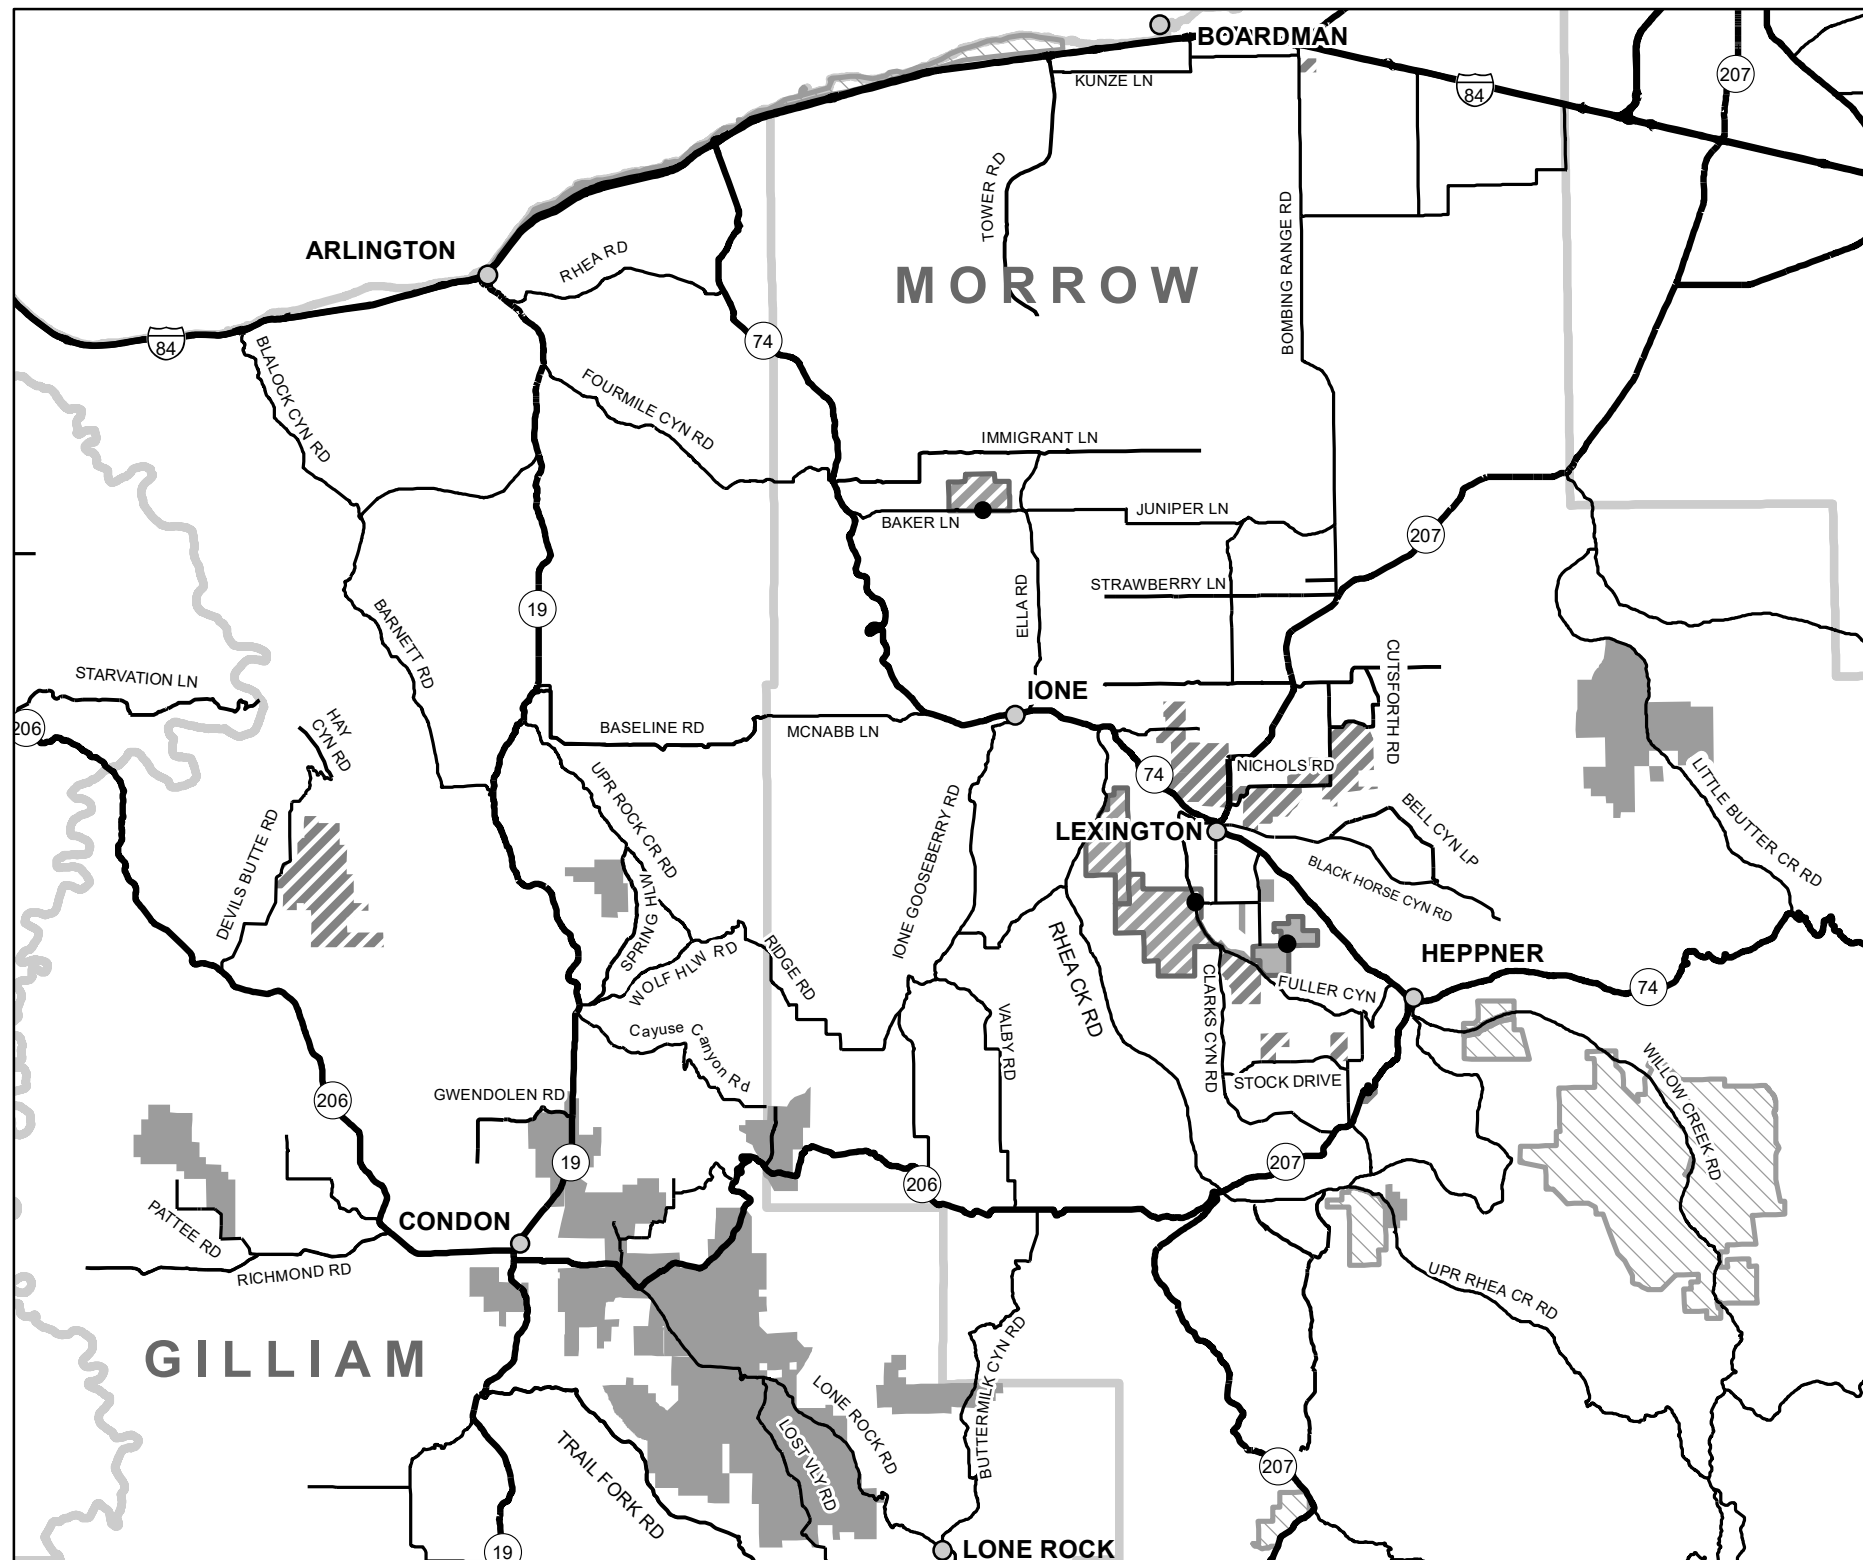 BOARDMAN
KUNZE LN
84
207
TOWER RD
BOMBING RANGE RD
ARLINGTON
RHEA RD
MORROW
84
74
BLALOCK CYN RD
FOURMILE CYN RD
IMMIGRANT LN
BAKER LN
JUNIPER LN
207
STRAWBERRY LN
ELLA RD
19
BARNETT RD
STARVATION LN
206
HAY
CYN RD
IONE
CUTSFORTH RD
BASELINE RD
MCNABB LN
74
NICHOLS RD
LITTLE BUTTER CR RD
UPR ROCK CR RD
IONE GOOSEBERRY RD
LEXINGTON
BELL CYN LP
BLACK HORSE CYN RD
DEVILS BUTTE RD
SPRING HLW
WOLF HLW RD
RIDGE RD
RHEA CK RD
HEPPNER
74
CLARKS CYN RD
FULLER CYN
VALBY RD
Cayuse
Canyon Rd
STOCK DRIVE
WILLOW CREEK RD
GWENDOLEN RD
206
19
206
207
PATTEE RD
CONDON
RICHMOND RD
UPR RHEA CR RD
GILLIAM
BUTTERMILK CYN RD
LONE ROCK RD
LOST VLY RD
TRAIL FORK RD
207
19
LONE ROCK